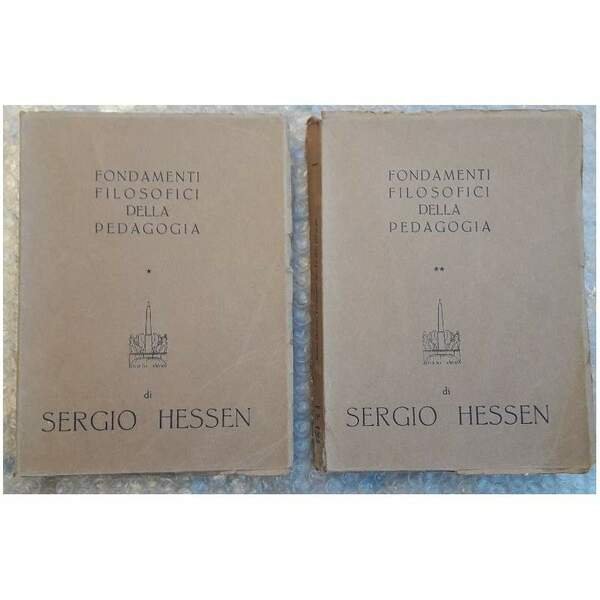 FONDAMENTI
FILOSOFICI
DELLA
PEDAGOGIA
*
di
SERGIO HESSEN
FONDAMENTI
FILOSOFICI
DELLA
PEDAGOGIA
**
di
SERGIO HESSEN